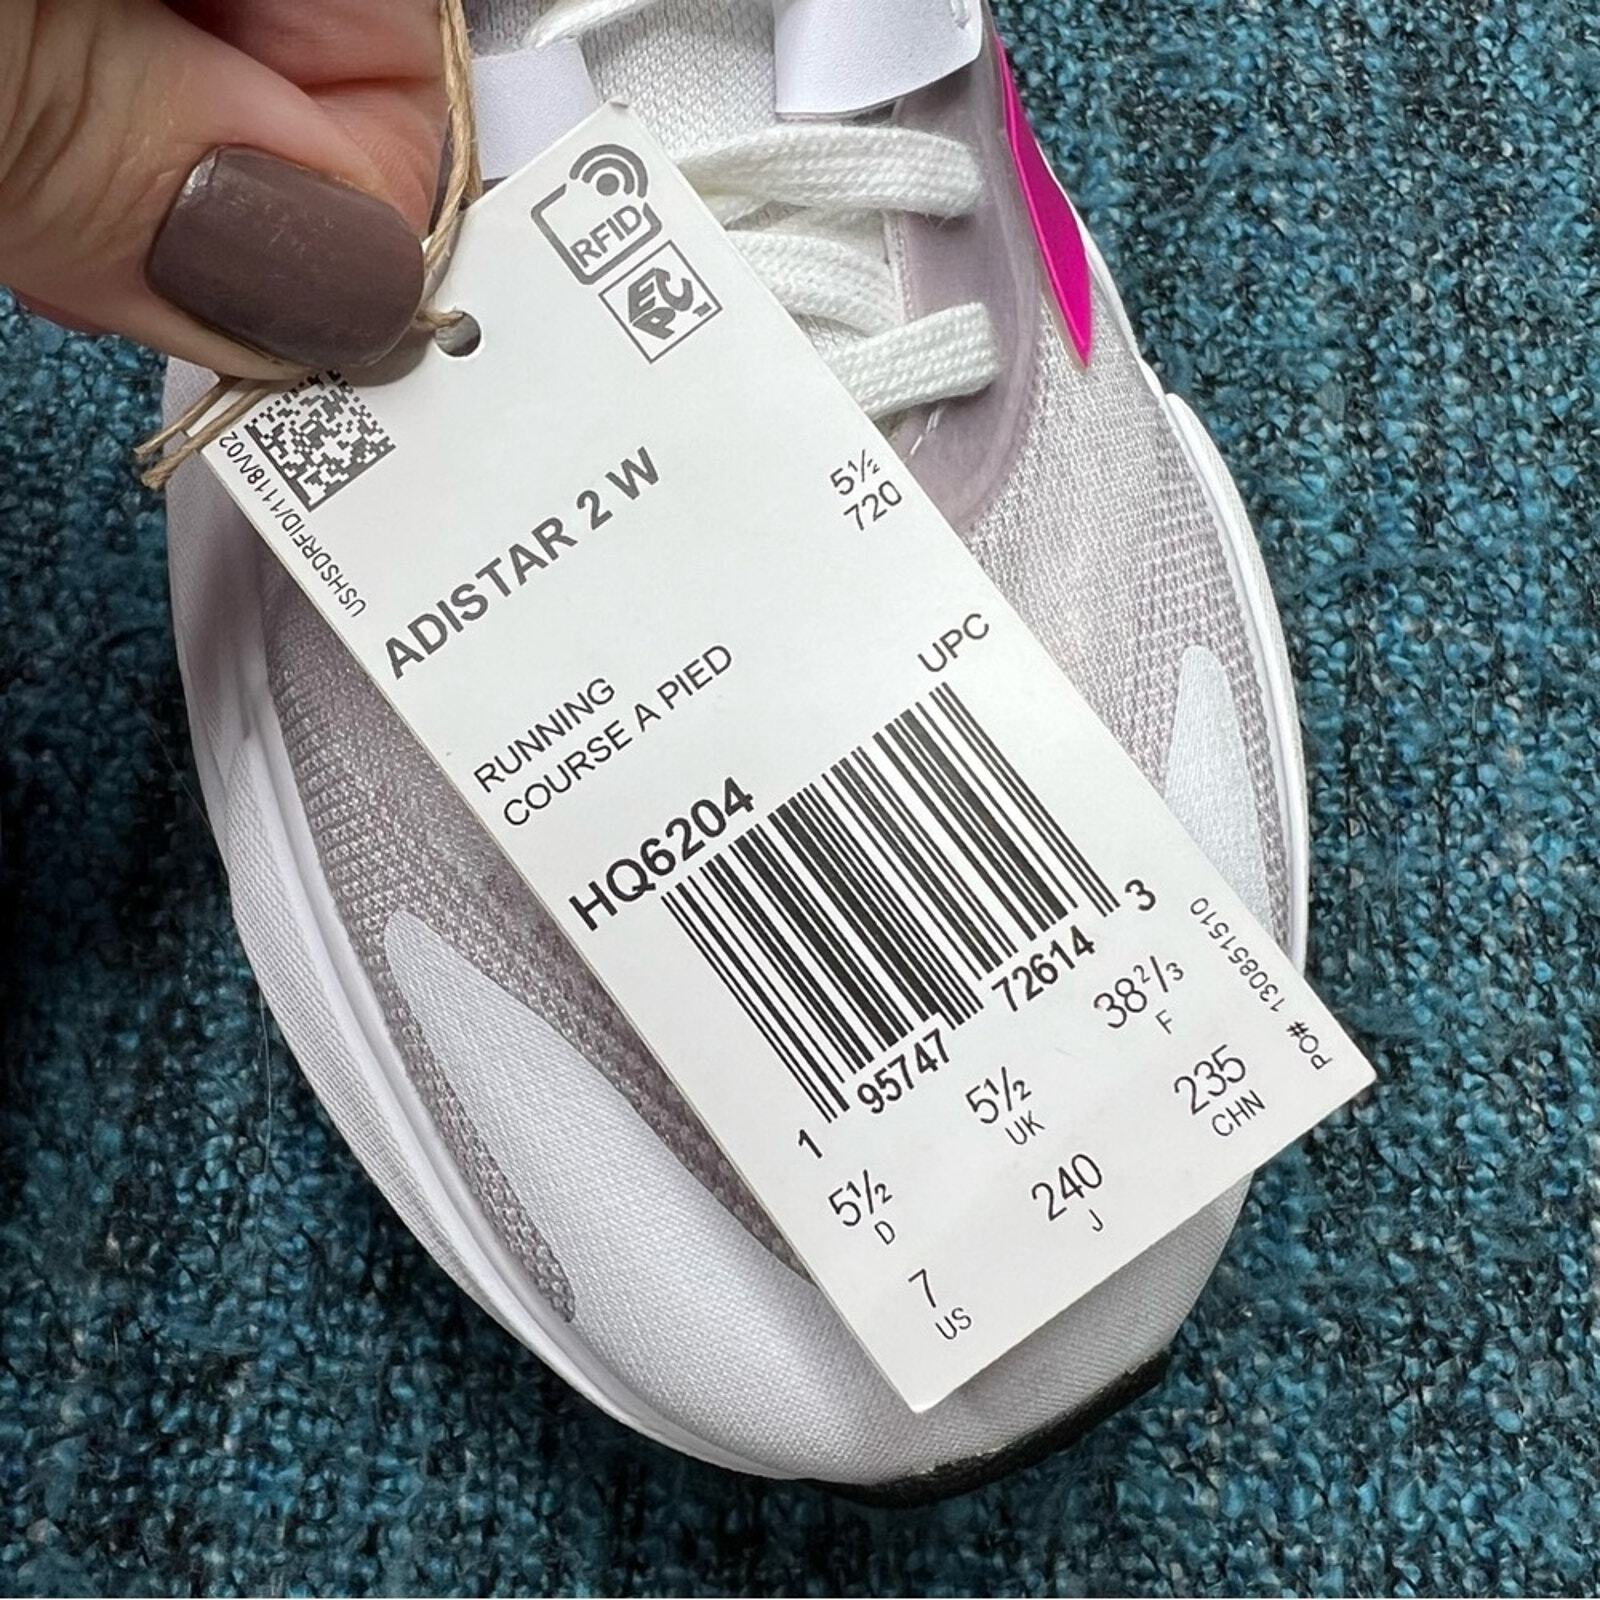 RFID
EPC
USHSDRFID/1118/V02
ADISTAR 2 W
5½
720
RUNNING
COURSE A PIED
UPC
HQ6204
1 95747 72614 3
5½ 5½ 38⅔
D UK F
7 240 235
US J CHN
PO# 130851510